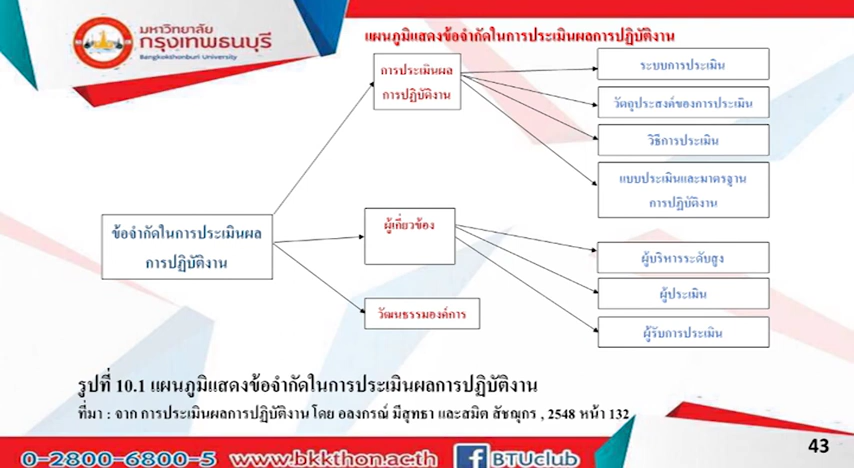 มหาวิทยาลัย
กรุงเทพธนบุรี
Bangkokthonburi University
แผนภูมิแสดงข้อจำกัดในการประเมินผลการปฏิบัติงาน
การประเมินผล
การปฏิบัติงาน
ระบบการประเมิน
วัตถุประสงค์ของการประเมิน
วิธีการประเมิน
แบบประเมินและมาตรฐาน
การปฏิบัติงาน
ข้อจำกัดในการประเมินผล
การปฏิบัติงาน
ผู้เกี่ยวข้อง
ผู้บริหารระดับสูง
ผู้ประเมิน
ผู้รับการประเมิน
วัฒนธรรมองค์การ
รูปที่ 10.1 แผนภูมิแสดงข้อจำกัดในการประเมินผลการปฏิบัติงาน
ที่มา : จาก การประเมินผลการปฏิบัติงาน โดย อลงกรณ์ มีสุทธา และสมิต สัชฌุกร , 2548 หน้า 132
43
0-2800-6800-5 www.bkkthon.ac.th f BTUclub